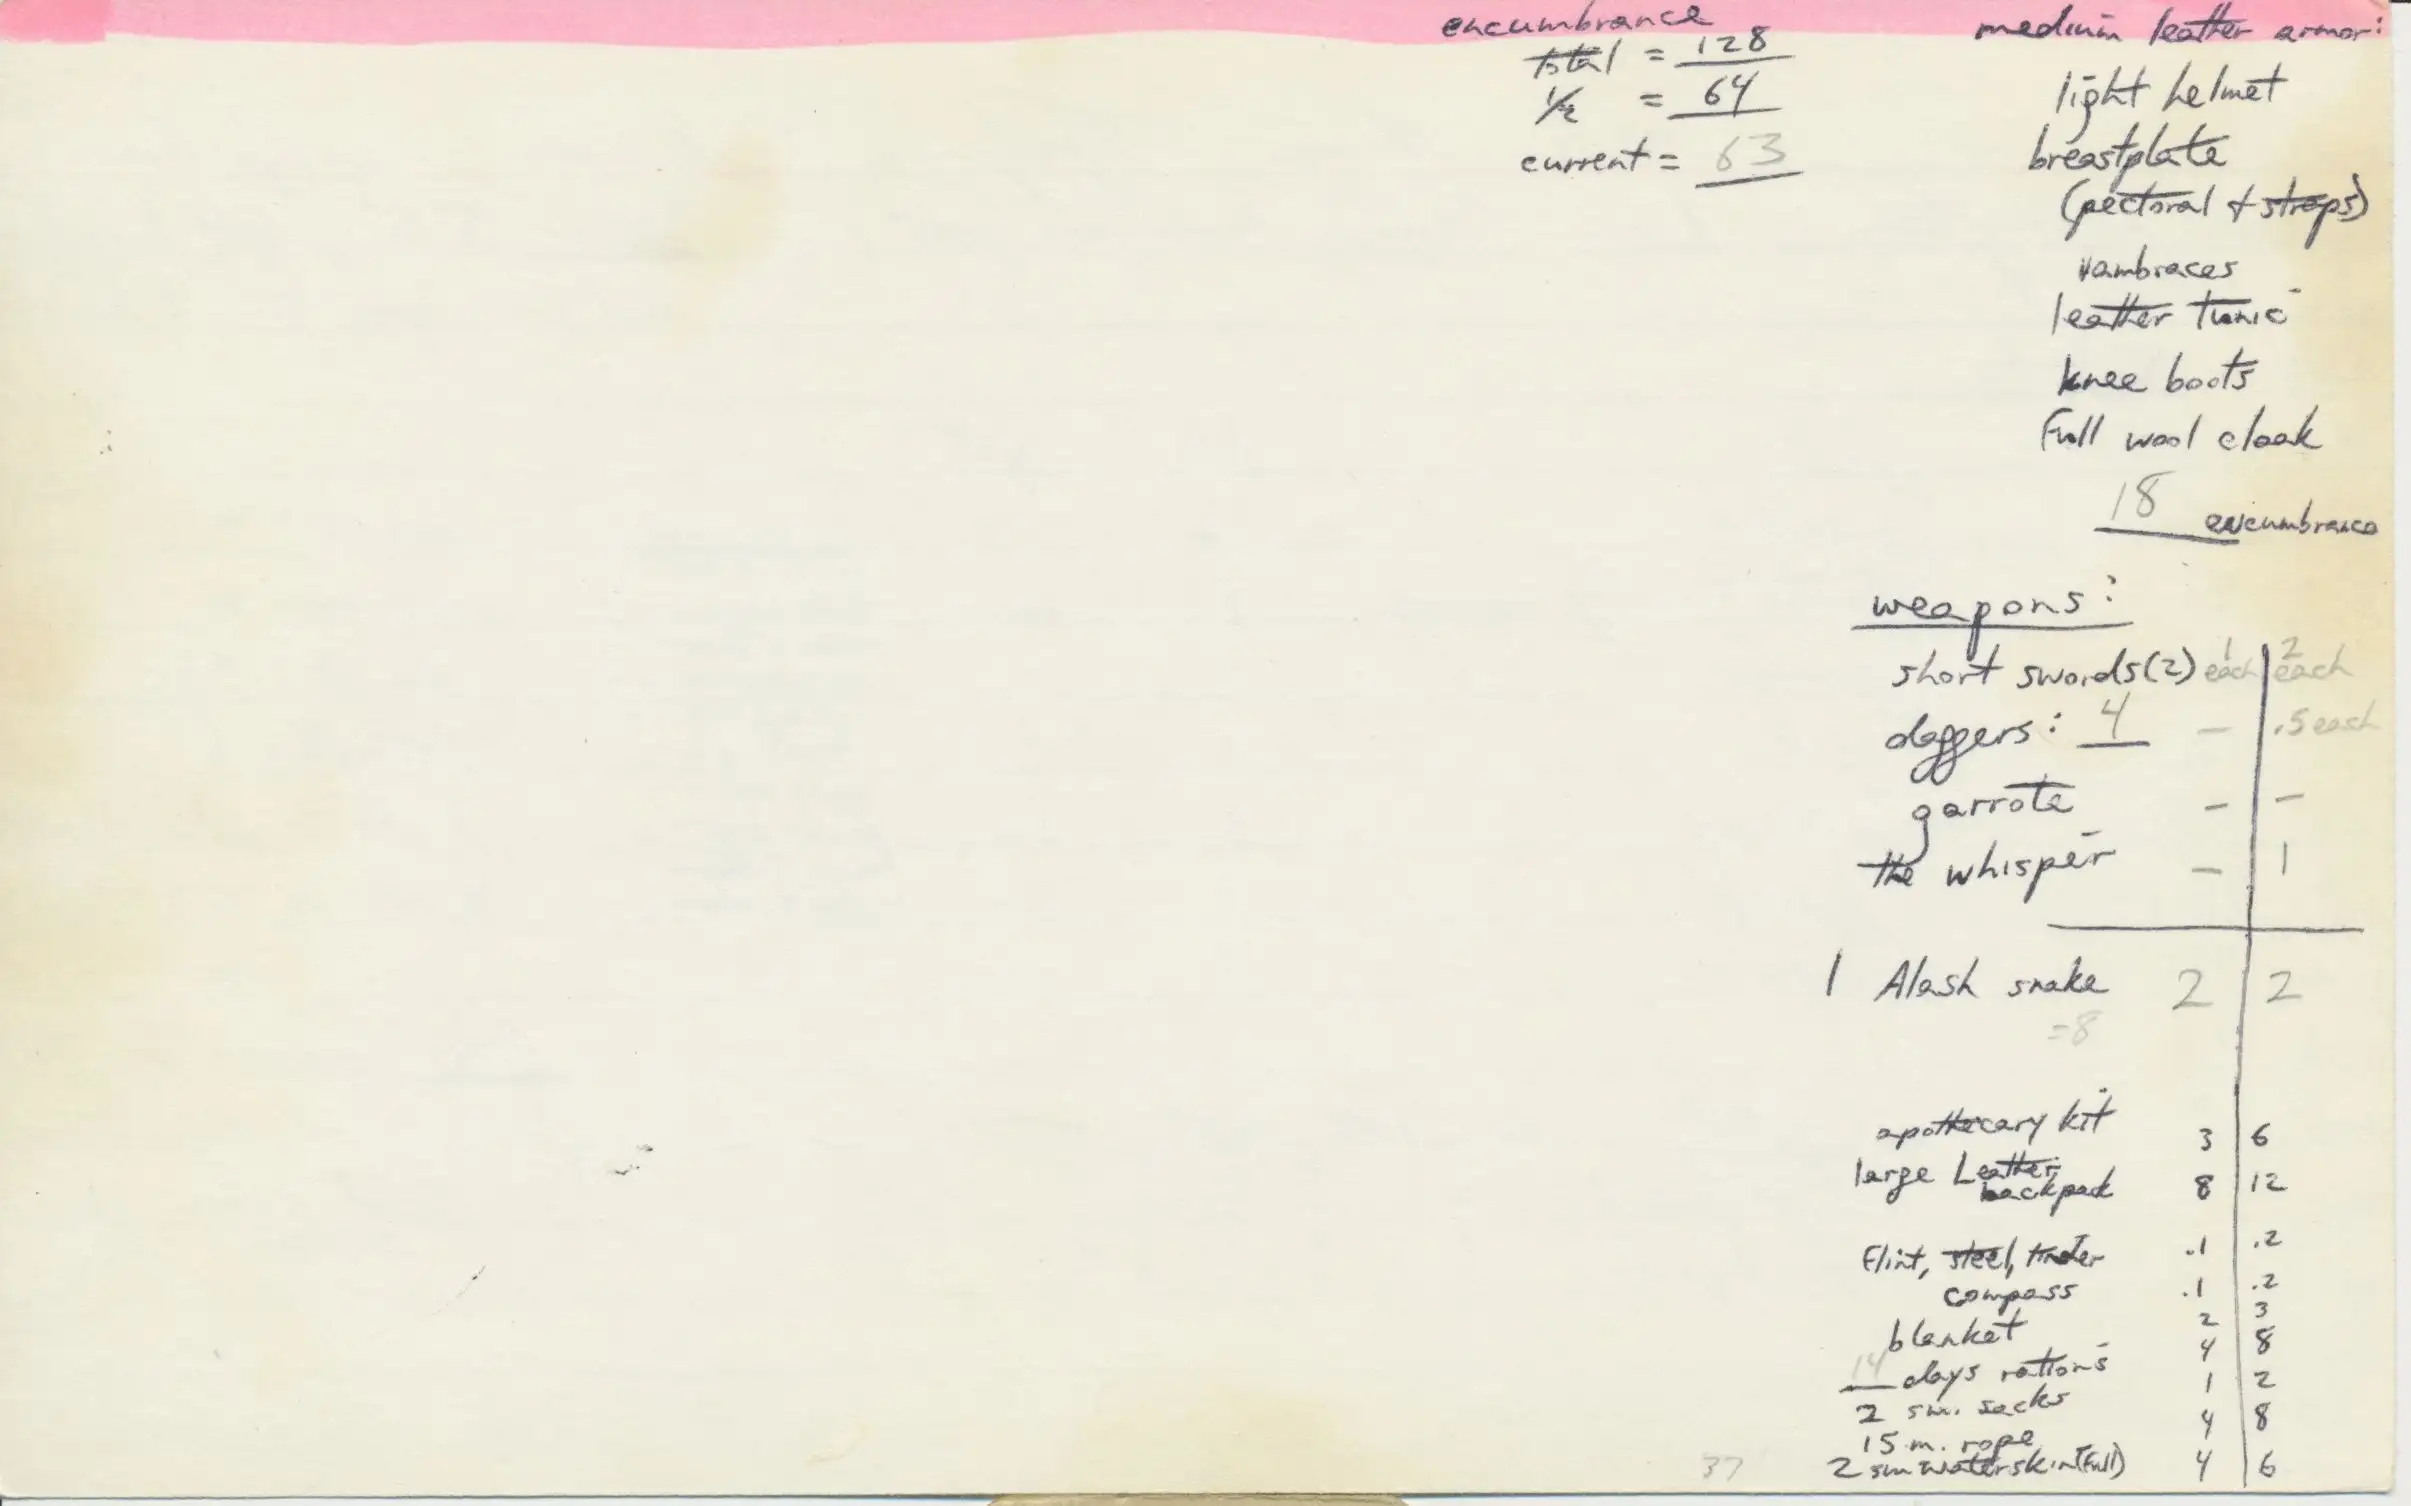 encumbrance
total = 128
1/2 = 64
current = 63
medium leather armor:
light helmet
breastplate
(pectoral & straps)
vambraces
leather tunic
knee boots
Full wool cloak
18 encumbrance
weapons:
short swords(2) 1 each 2 each
daggers: 4 – .5 each
garrote – –
the whisper – 1
1 Alash snake 2 2
=8
apothecary kit 3 6
large Leather
backpack 8 12
Flint, steel, tinder .1 .2
compass .1 .2
blanket 2 3
14 days rations 4 8
2 sm. sacks 1 2
15 m. rope 4 8
2 sm waterskin (full) 4 6
37